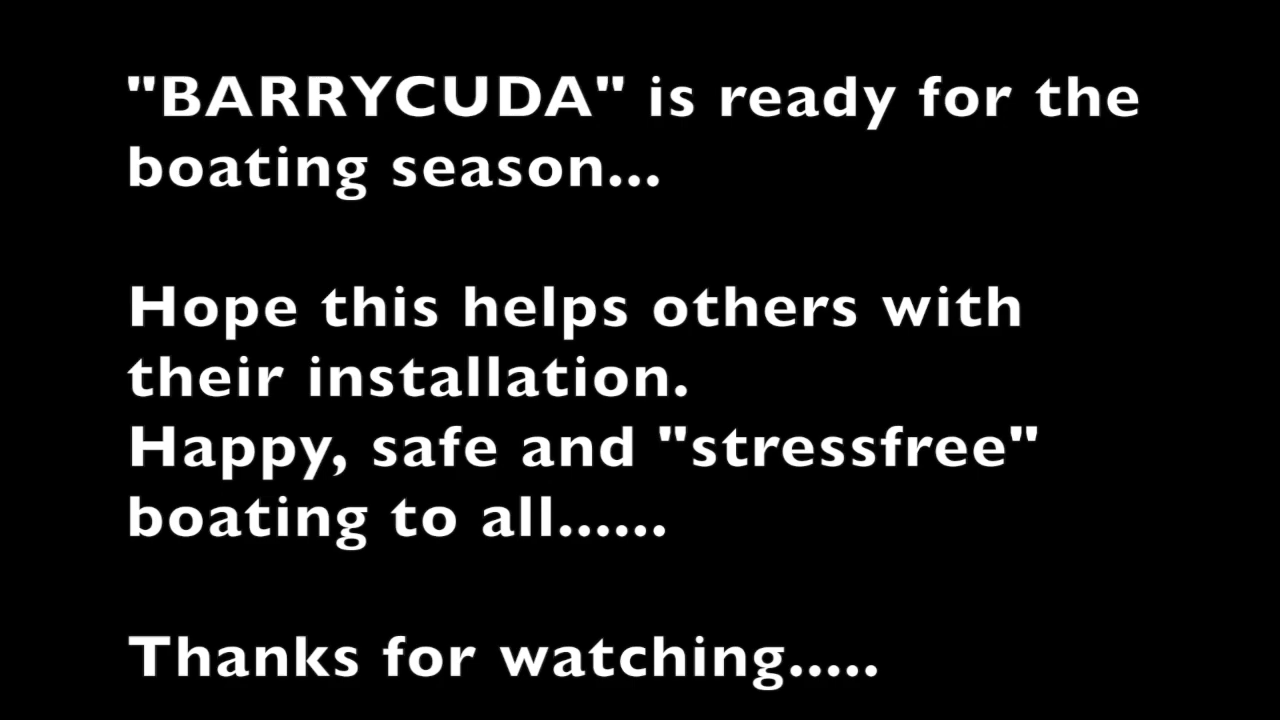 "BARRYCUDA" is ready for the
boating season...
Hope this helps others with
their installation.
Happy, safe and "stressfree"
boating to all......
Thanks for watching.....